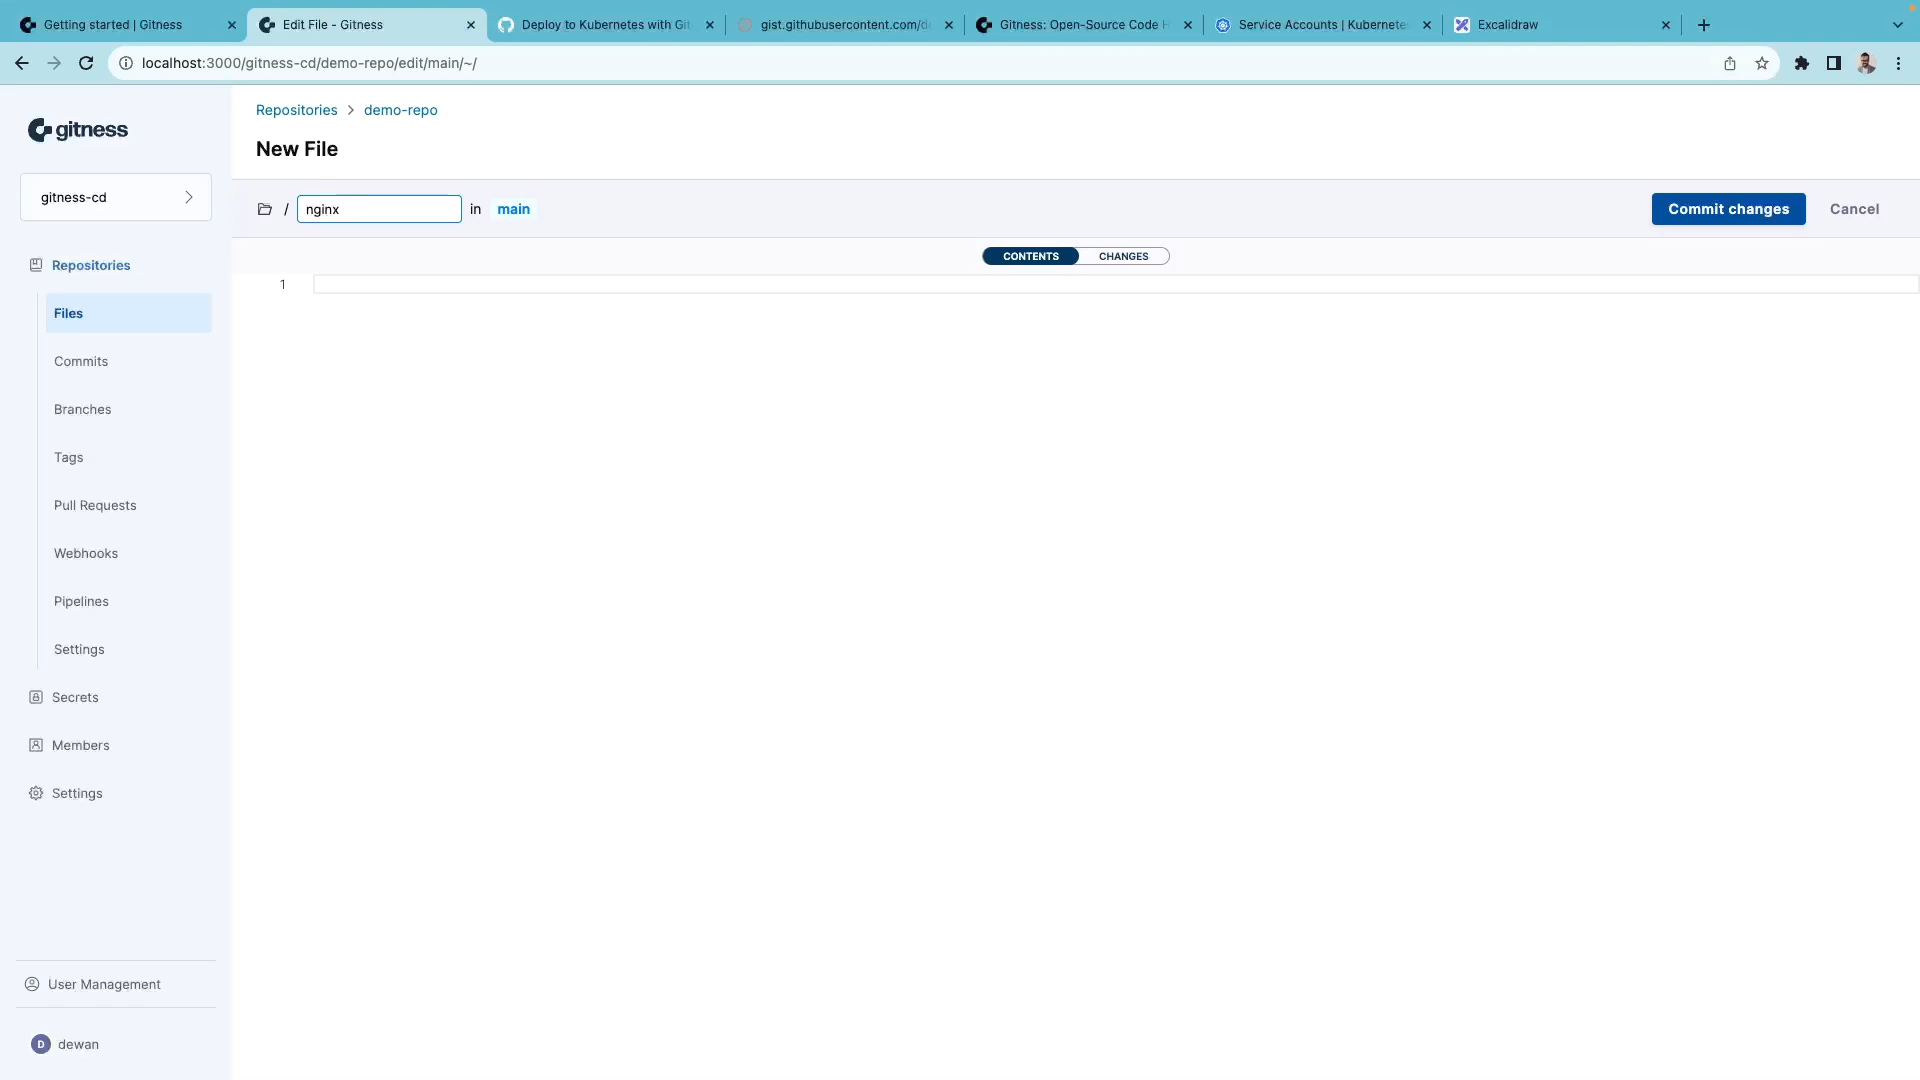 Getting started | Gitness
Edit File - Gitness
Deploy to Kubernetes with Git
gist.githubusercontent.com/d
Gitness: Open-Source Code H
Service Accounts | Kubernetes
Excalidraw
localhost:3000/gitness-cd/demo-repo/edit/main/~/
gitness
gitness-cd
Repositories
Files
Commits
Branches
Tags
Pull Requests
Webhooks
Pipelines
Settings
Secrets
Members
Settings
User Management
D dewan
Repositories > demo-repo
New File
/ nginx in main
Commit changes
Cancel
CONTENTS CHANGES
1